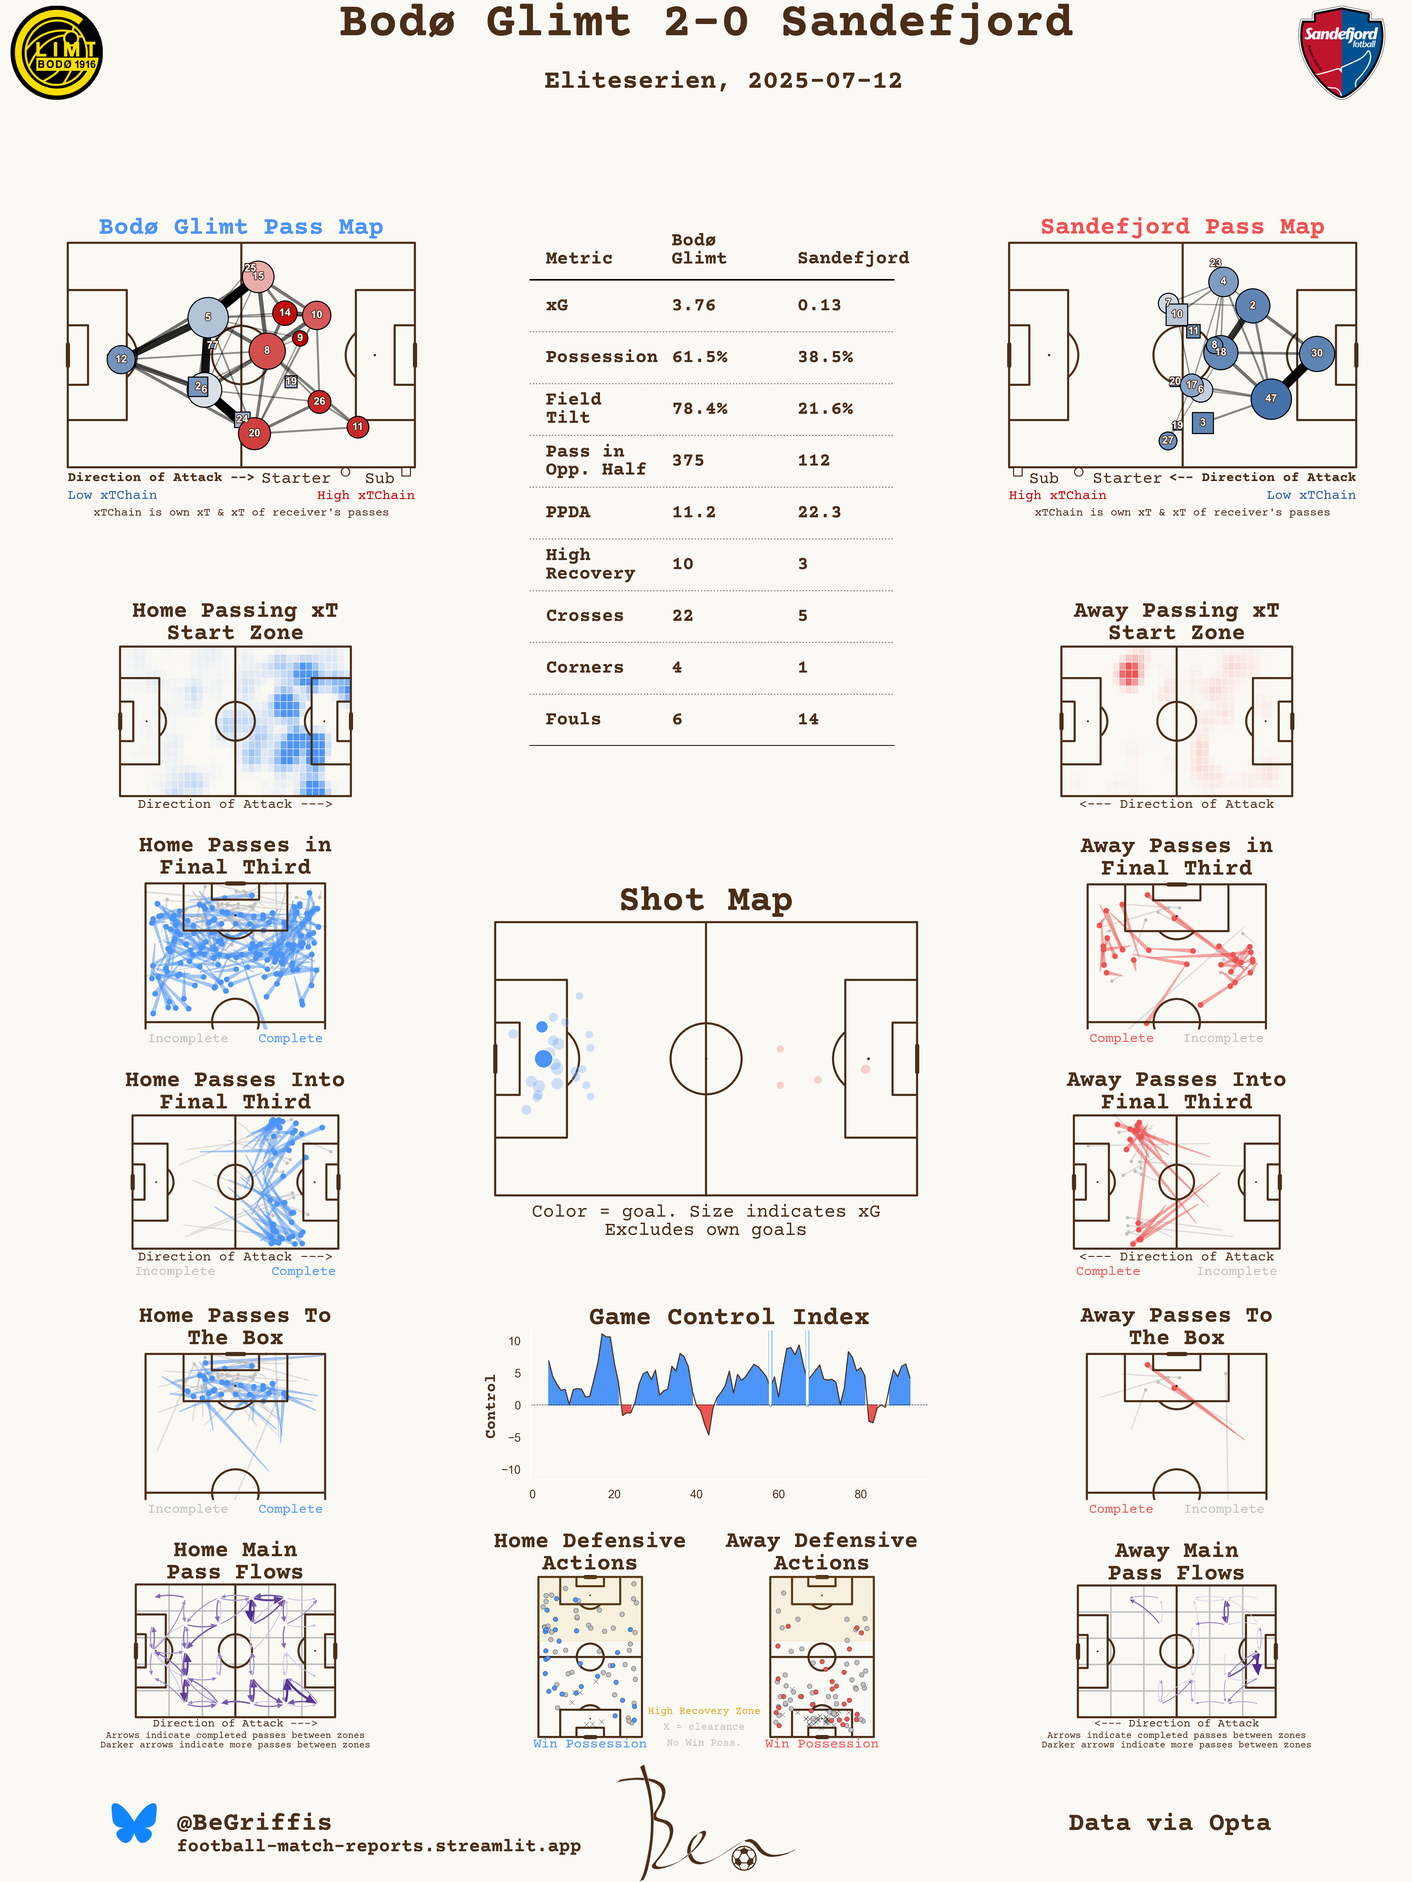 Bodø Glimt 2-0 Sandefjord
Eliteserien, 2025-07-12
LIMT
BODØ 1916
Sandefjord
fotball
Bodø Glimt Pass Map
25
15
5
14
10
9
77
8
12
2
6
19
26
24
20
11
Direction of Attack --> Starter Sub
Low xTChain High xTChain
xTChain is own xT & xT of receiver's passes
Metric Bodø Glimt Sandefjord
xG 3.76 0.13
Possession 61.5% 38.5%
Field Tilt 78.4% 21.6%
Pass in Opp. Half 375 112
PPDA 11.2 22.3
High Recovery 10 3
Crosses 22 5
Corners 4 1
Fouls 6 14
Sandefjord Pass Map
23
4
7
10
2
11
8
18
30
20
17
6
47
19
3
27
Sub Starter <-- Direction of Attack
High xTChain Low xTChain
xTChain is own xT & xT of receiver's passes
Home Passing xT
Start Zone
Direction of Attack --->
Away Passing xT
Start Zone
<--- Direction of Attack
Home Passes in
Final Third
Incomplete Complete
Away Passes in
Final Third
Complete Incomplete
Shot Map
Color = goal. Size indicates xG
Excludes own goals
Home Passes Into
Final Third
Direction of Attack --->
Incomplete Complete
Away Passes Into
Final Third
<--- Direction of Attack
Complete Incomplete
Home Passes To
The Box
Incomplete Complete
Game Control Index
Control
10
5
0
−5
−10
0 20 40 60 80
Away Passes To
The Box
Complete Incomplete
Home Main
Pass Flows
Direction of Attack --->
Arrows indicate completed passes between zones
Darker arrows indicate more passes between zones
Home Defensive
Actions
Win Possession
High Recovery Zone
X = clearance
No Win Poss.
Away Defensive
Actions
Win Possession
Away Main
Pass Flows
<--- Direction of Attack
Arrows indicate completed passes between zones
Darker arrows indicate more passes between zones
@BeGriffis
football-match-reports.streamlit.app
Ben
Data via Opta